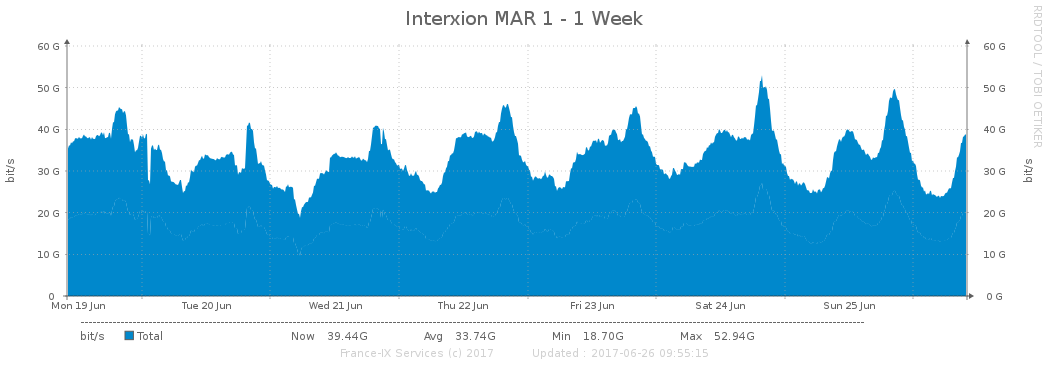 Interxion MAR 1 - 1 Week
RRDTOOL / TOBI OETIKER
60 G 60 G
50 G 50 G
40 G 40 G
30 G 30 G
20 G 20 G
10 G 10 G
0 0 G
bit/s bit/s
Mon 19 Jun Tue 20 Jun Wed 21 Jun Thu 22 Jun Fri 23 Jun Sat 24 Jun Sun 25 Jun
bit/s Total Now 39.44G Avg 33.74G Min 18.70G Max 52.94G
France-IX Services (c) 2017 Updated : 2017-06-26 09:55:15